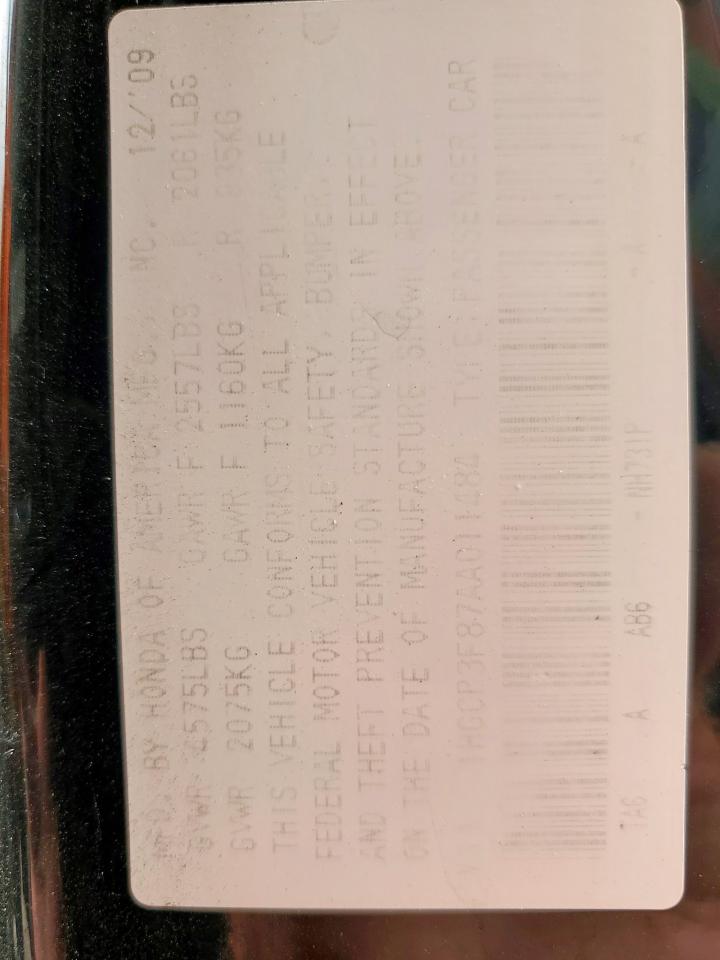 MFD. BY HONDA OF AMERICA MFG., INC. 12/'09
GVWR 4575LBS GAWR F 2557LBS R 2061LBS
GVWR 2075KG GAWR F 1160KG R 935KG
THIS VEHICLE CONFORMS TO ALL APPLICABLE
FEDERAL MOTOR VEHICLE SAFETY, BUMPER,
AND THEFT PREVENTION STANDARDS IN EFFECT
ON THE DATE OF MANUFACTURE SHOWN ABOVE.
TYPE: PASSENGER CAR
A AB6 - NH731P - A - A